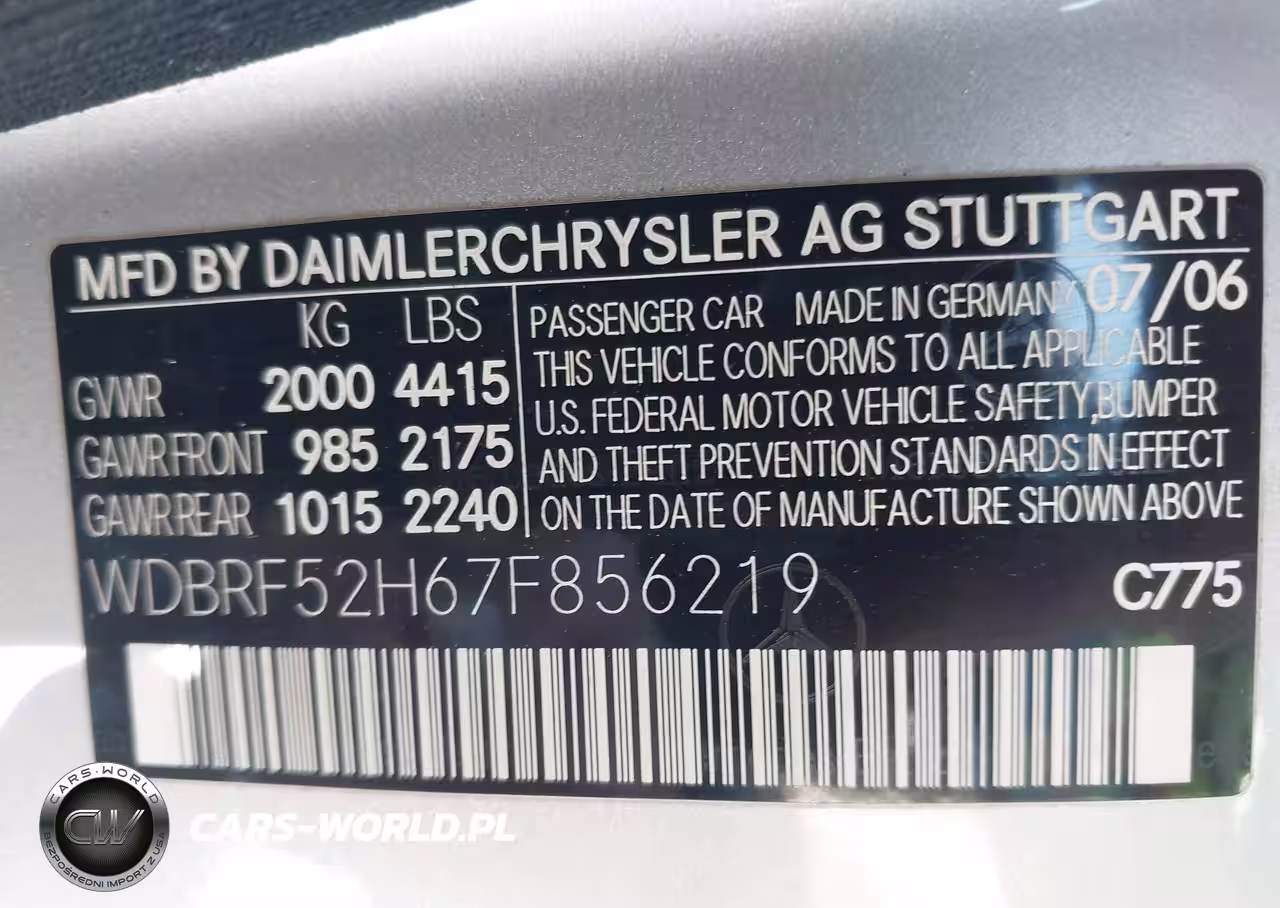 MFD BY DAIMLERCHRYSLER AG STUTTGART
KG LBS
GVWR 2000 4415
GAWR FRONT 985 2175
GAWR REAR 1015 2240
PASSENGER CAR MADE IN GERMANY 07/06
THIS VEHICLE CONFORMS TO ALL APPLICABLE
U.S. FEDERAL MOTOR VEHICLE SAFETY,BUMPER
AND THEFT PREVENTION STANDARDS IN EFFECT
ON THE DATE OF MANUFACTURE SHOWN ABOVE
WDBRF52H67F856219 C775
CARS-WORLD
CW
BEZPOŚREDNI IMPORT Z USA
CARS-WORLD.PL